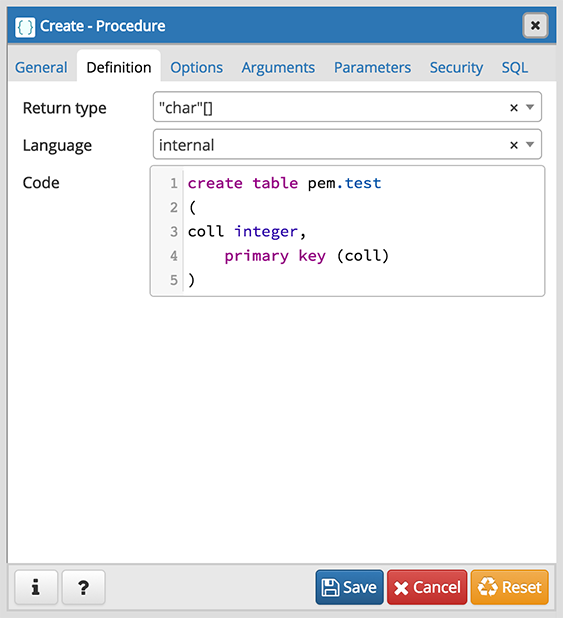 {} Create - Procedure
General Definition Options Arguments Parameters Security SQL
Return type "char"[]
Language internal
Code
1 create table pem.test
2 (
3 coll integer,
4     primary key (coll)
5 )
i ? Save Cancel Reset